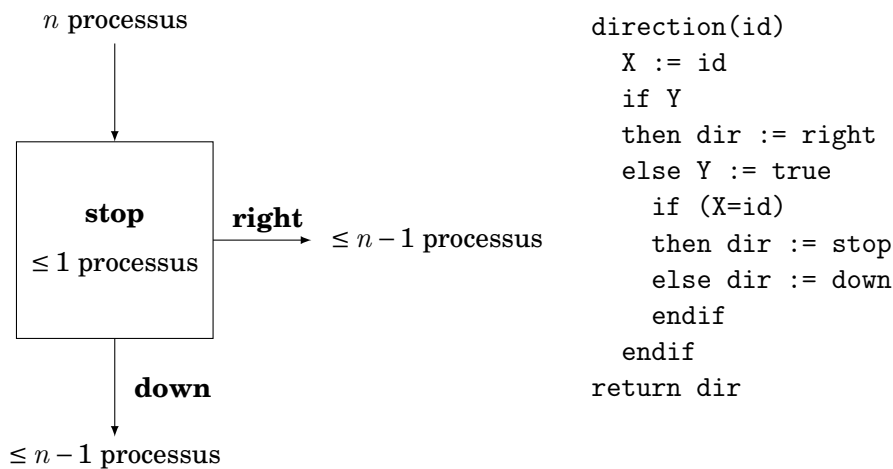 n processus
stop
≤ 1 processus
right
≤ n − 1 processus
down
≤ n − 1 processus
direction(id)
  X := id
  if Y
  then dir := right
  else Y := true
    if (X=id)
    then dir := stop
    else dir := down
    endif
  endif
return dir